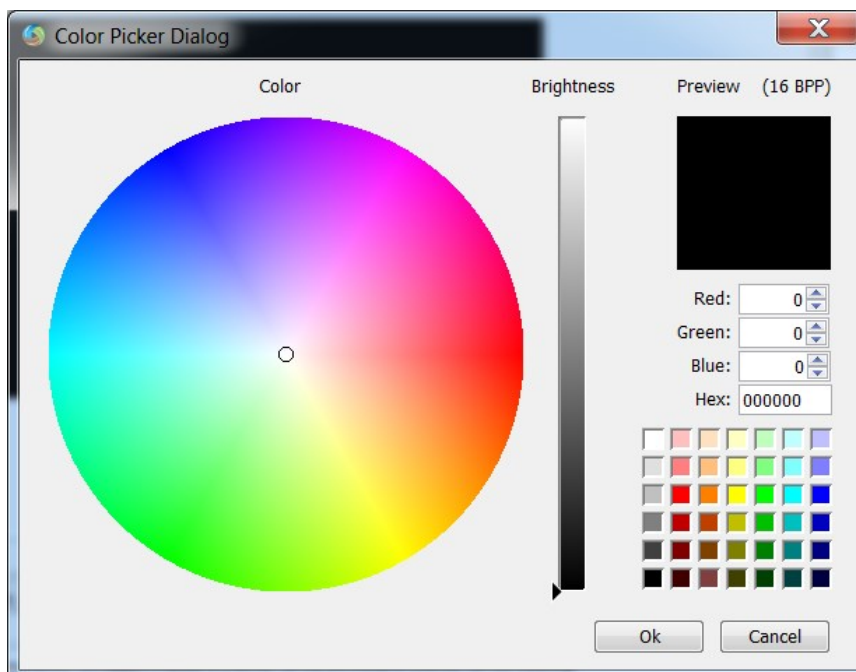 Color Picker Dialog
Color
Brightness
Preview (16 BPP)
Red: 0
Green: 0
Blue: 0
Hex: 000000
Ok
Cancel